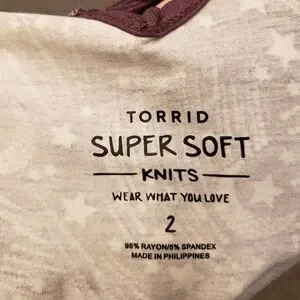 TORRID
SUPER SOFT
KNITS
WEAR WHAT YOU LOVE
2
95% RAYON/5% SPANDEX
MADE IN PHILIPPINES